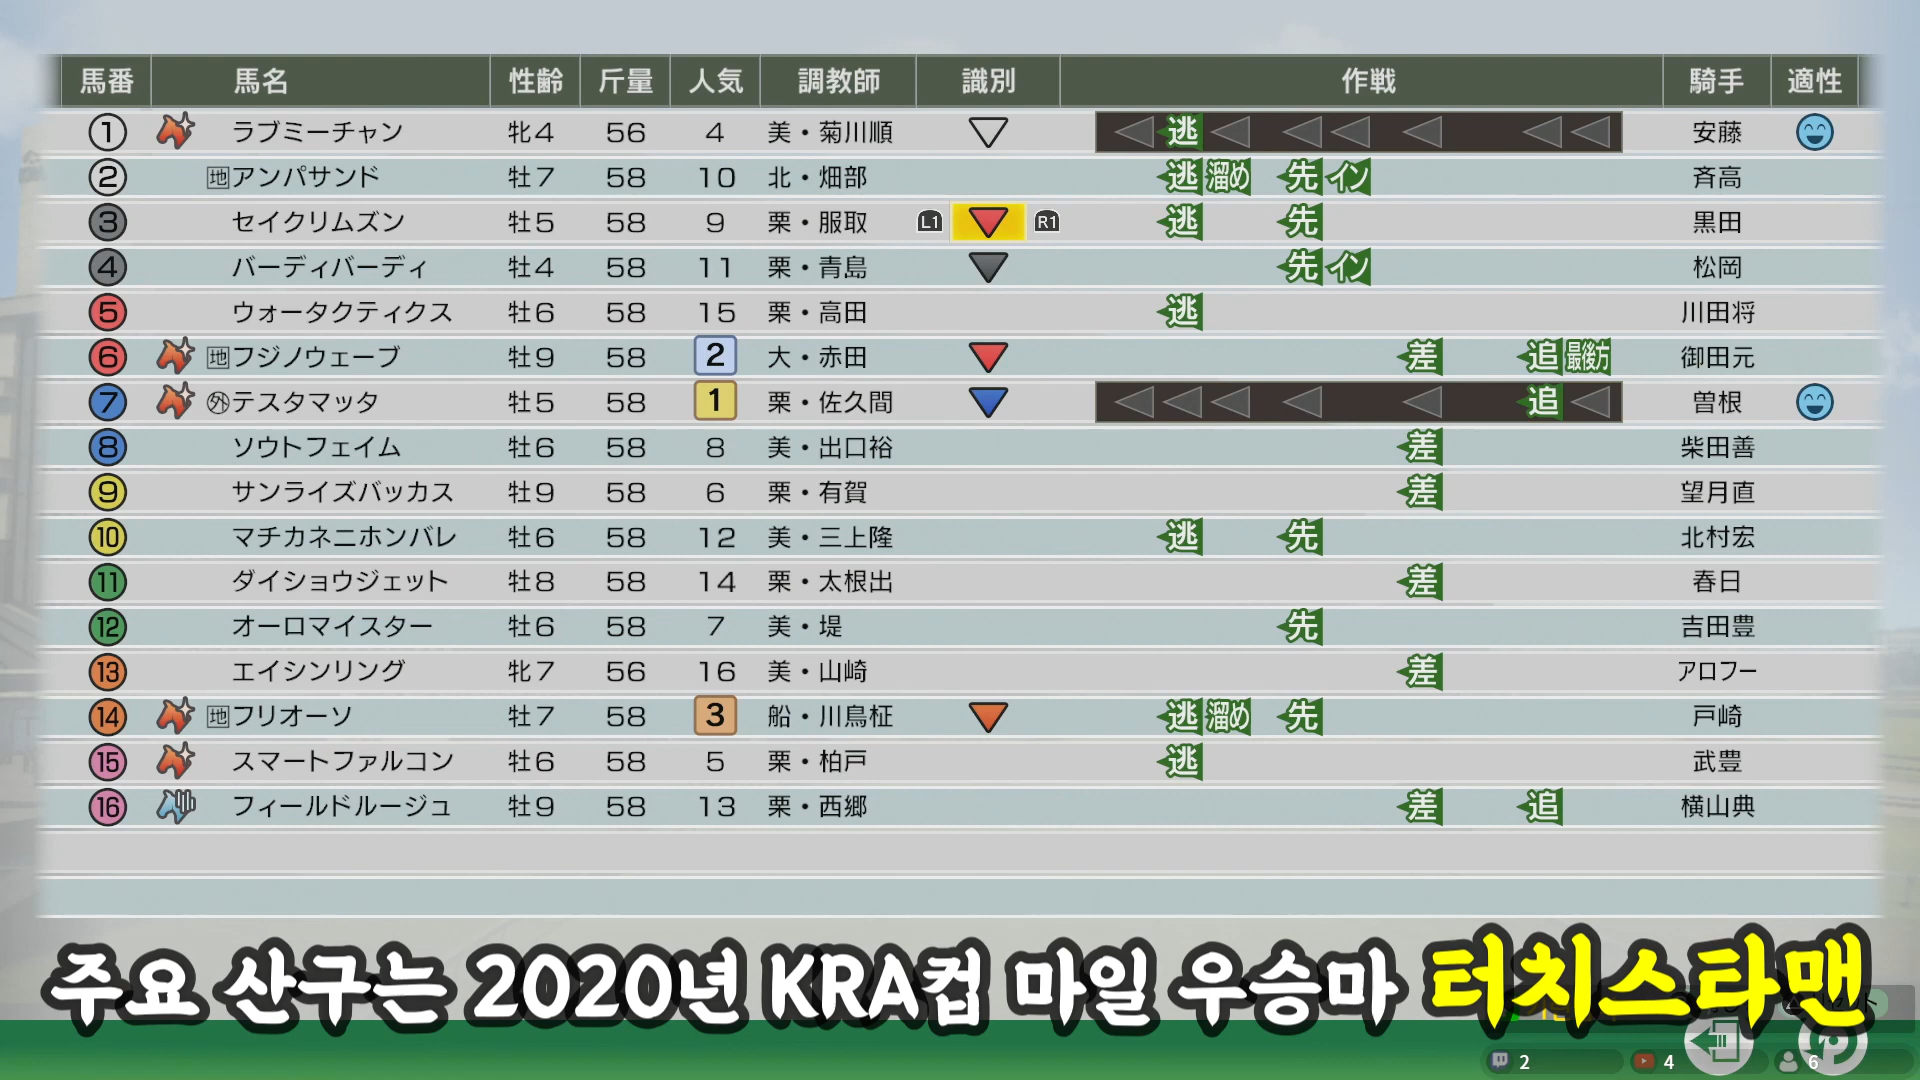 馬番 馬名 性齢 斤量 人気 調教師 識別 作戦 騎手 適性
1 ラブミーチャン 牝4 56 4 美・菊川順 逃 安藤
2 地 アンパサンド 牡7 58 10 北・畑部 逃 溜め 先 イン 斉高
3 セイクリムズン 牡5 58 9 栗・服取 L1 R1 逃 先 黒田
4 バーディバーディ 牡4 58 11 栗・青島 先 イン 松岡
5 ウォータクティクス 牡6 58 15 栗・高田 逃 川田将
6 地 フジノウェーブ 牡9 58 2 大・赤田 差 追 最後方 御田元
7 外 テスタマッタ 牡5 58 1 栗・佐久間 追 曽根
8 ソウトフェイム 牡6 58 8 美・出口裕 差 柴田善
9 サンライズバッカス 牡9 58 6 栗・有賀 差 望月直
10 マチカネニホンバレ 牡6 58 12 美・三上隆 逃 先 北村宏
11 ダイショウジェット 牡8 58 14 栗・太根出 差 春日
12 オーロマイスター 牡6 58 7 美・堤 先 吉田豊
13 エイシンリング 牝7 56 16 美・山崎 差 アロフー
14 地 フリオーソ 牡7 58 3 船・川鳥柾 逃 溜め 先 戸崎
15 スマートファルコン 牡6 58 5 栗・柏戸 逃 武豊
16 フィールドルージュ 牡9 58 13 栗・西郷 差 追 横山典
주요 산구는 2020년 KRA컵 마일 우승마 터치스타맨
2 4 6